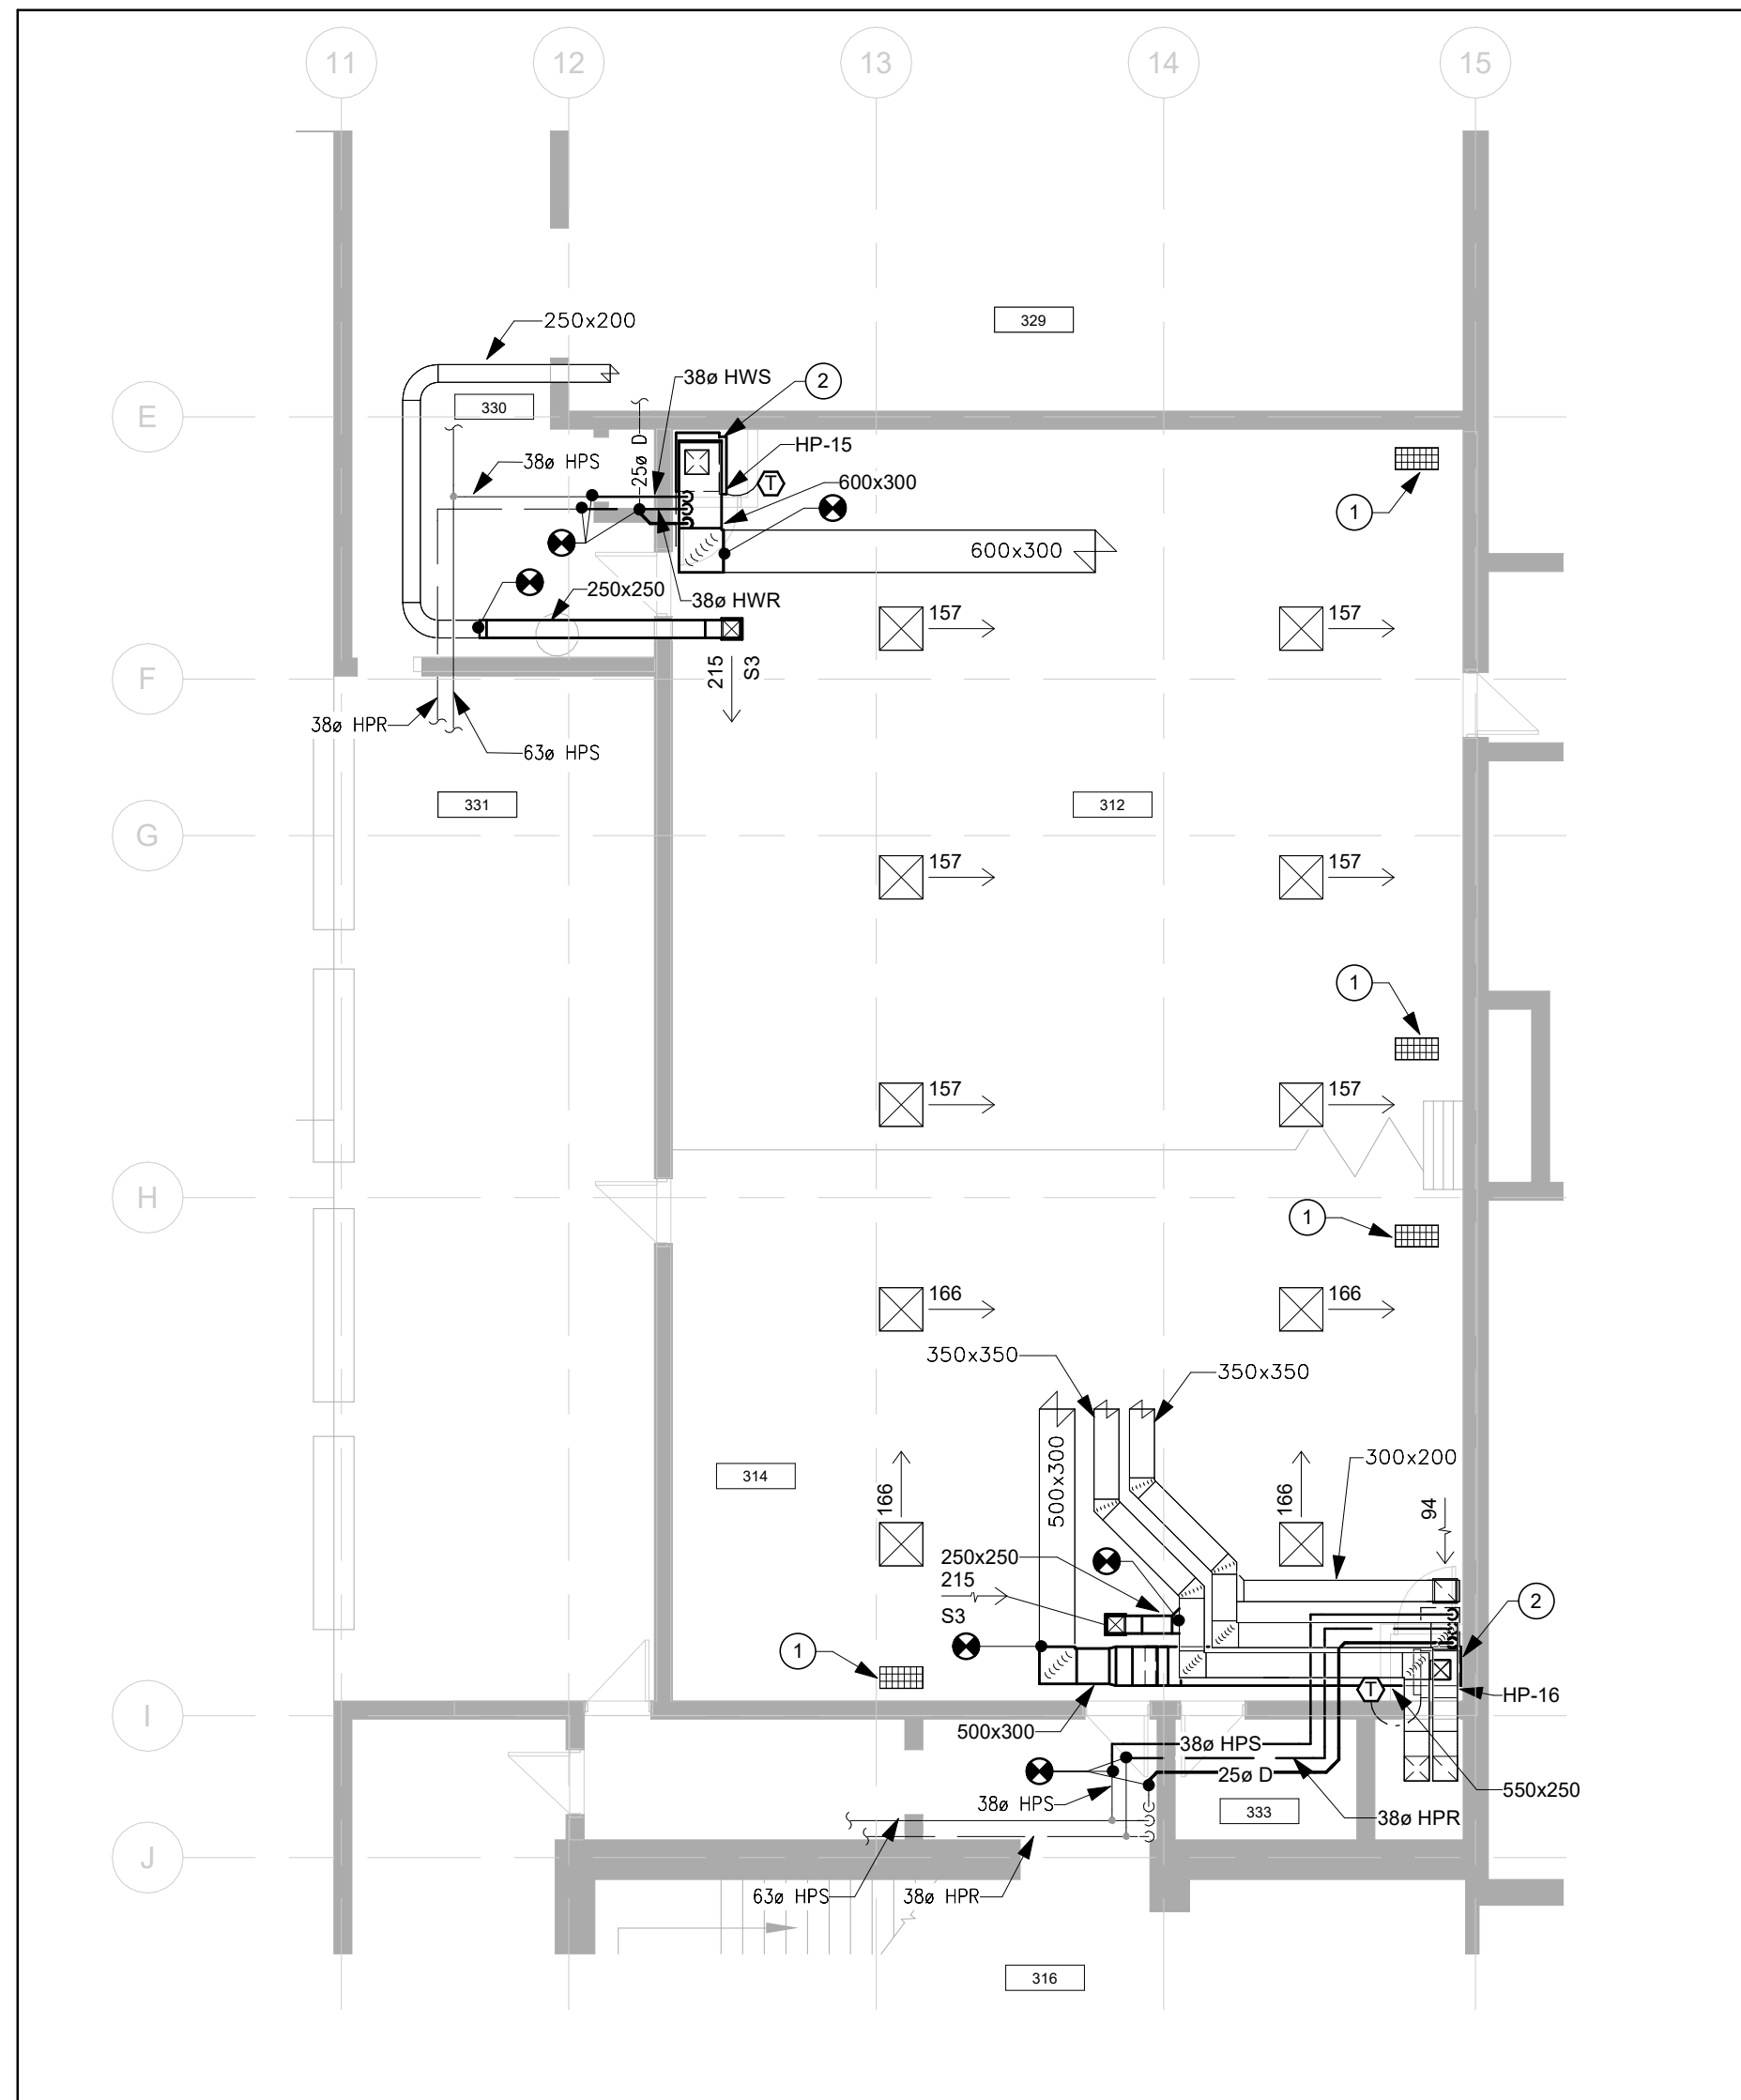 11
12
13
14
15
250x200
329
38ø HWS
2
E
330
25ø D
HP-15
38ø HPS
T
600x300
1
600x300
250x250
38ø HWR
157
157
F
215
S3
38ø HPR
63ø HPS
331
312
G
157
157
1
157
157
H
1
166
166
350x350
350x350
500x300
300x200
314
166
166
94
250x250
215
S3
2
1
T
HP-16
I
500x300
38ø HPS
25ø D
550x250
38ø HPS
333
38ø HPR
J
63ø HPS
38ø HPR
316